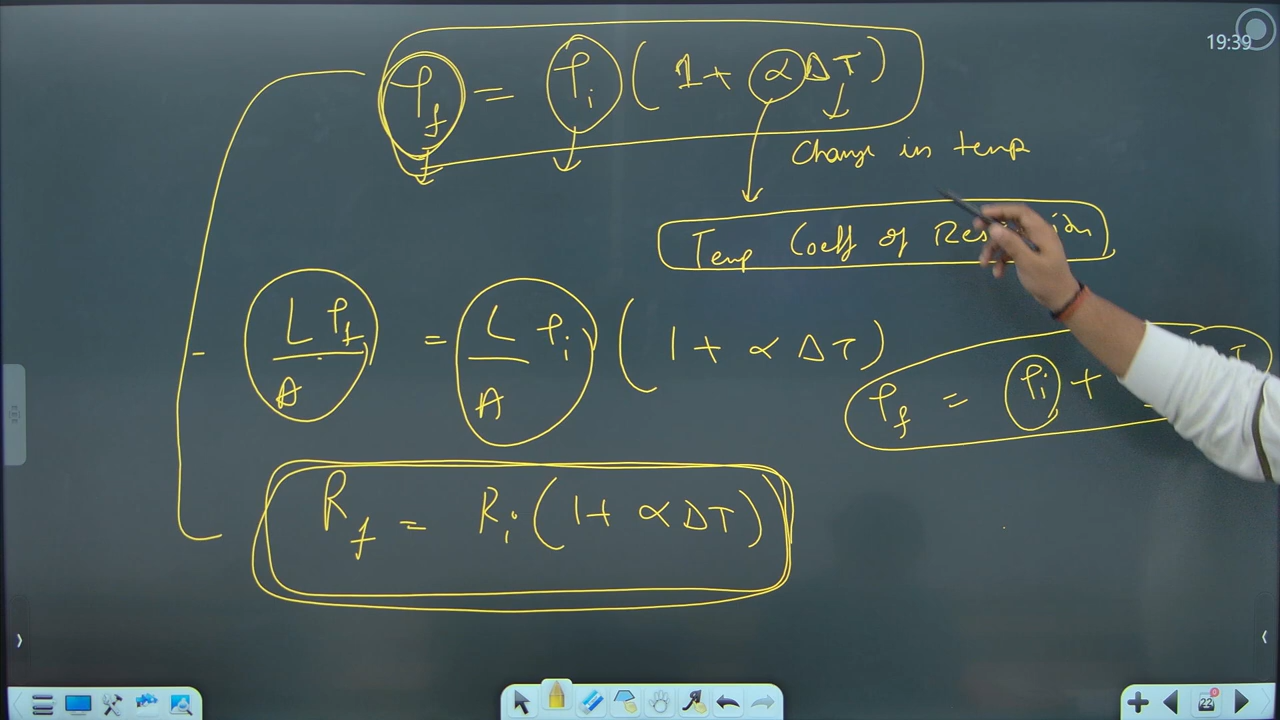 19:39
ρf = ρi (1 + α ΔT)
Change in temp
Temp Coeff of
L ρf / A = L / A ρi (1 + α ΔT)
ρf = ρi +
Rf = Ri (1 + α ΔT)
22